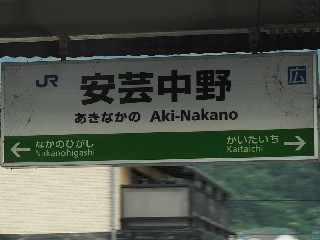 JR 安芸中野 広
あきなかの Aki-Nakano
← なかのひがし かいたいち →
Nakanohigashi Kaitaichi